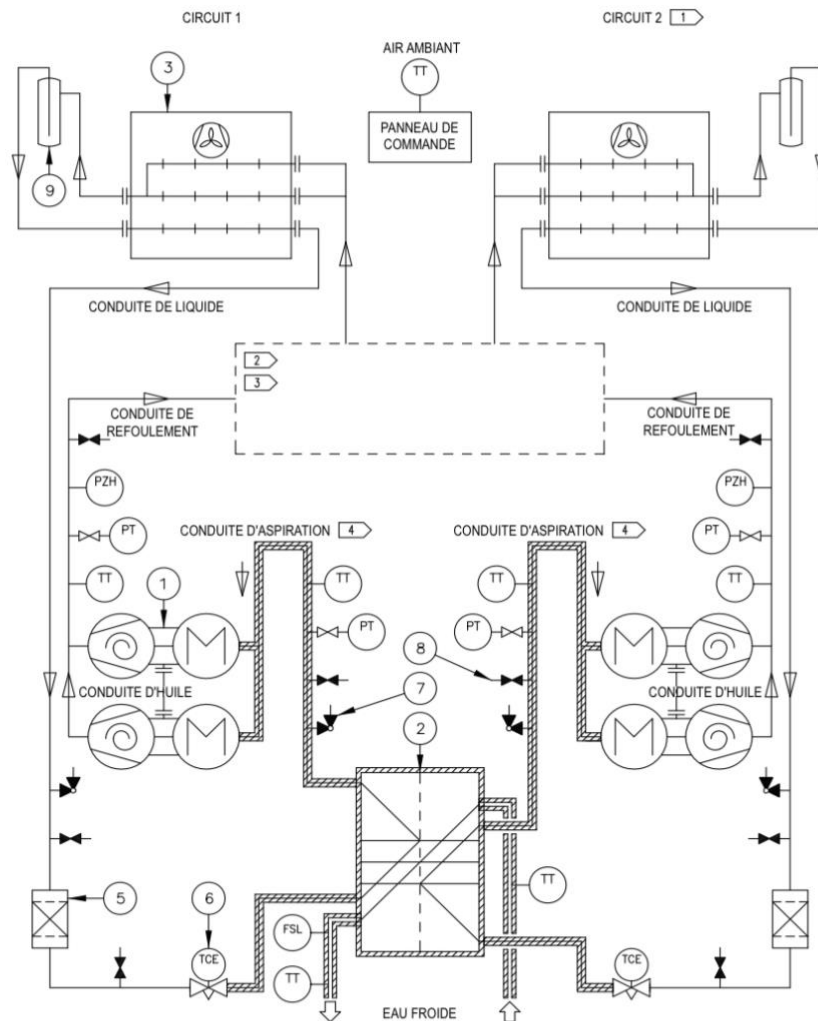 CIRCUIT 1
CIRCUIT 2 1
AIR AMBIANT
TT
PANNEAU DE
COMMANDE
3
9
CONDUITE DE LIQUIDE
CONDUITE DE LIQUIDE
2
3
CONDUITE DE
REFOULEMENT
CONDUITE DE
REFOULEMENT
PZH
PZH
PT
PT
CONDUITE D'ASPIRATION 4
CONDUITE D'ASPIRATION 4
TT
TT
TT
TT
1
PT
PT
M
M
8
CONDUITE D'HUILE
CONDUITE D'HUILE
7
M
M
2
5
6
TT
FSL
TCE
TCE
TT
EAU FROIDE